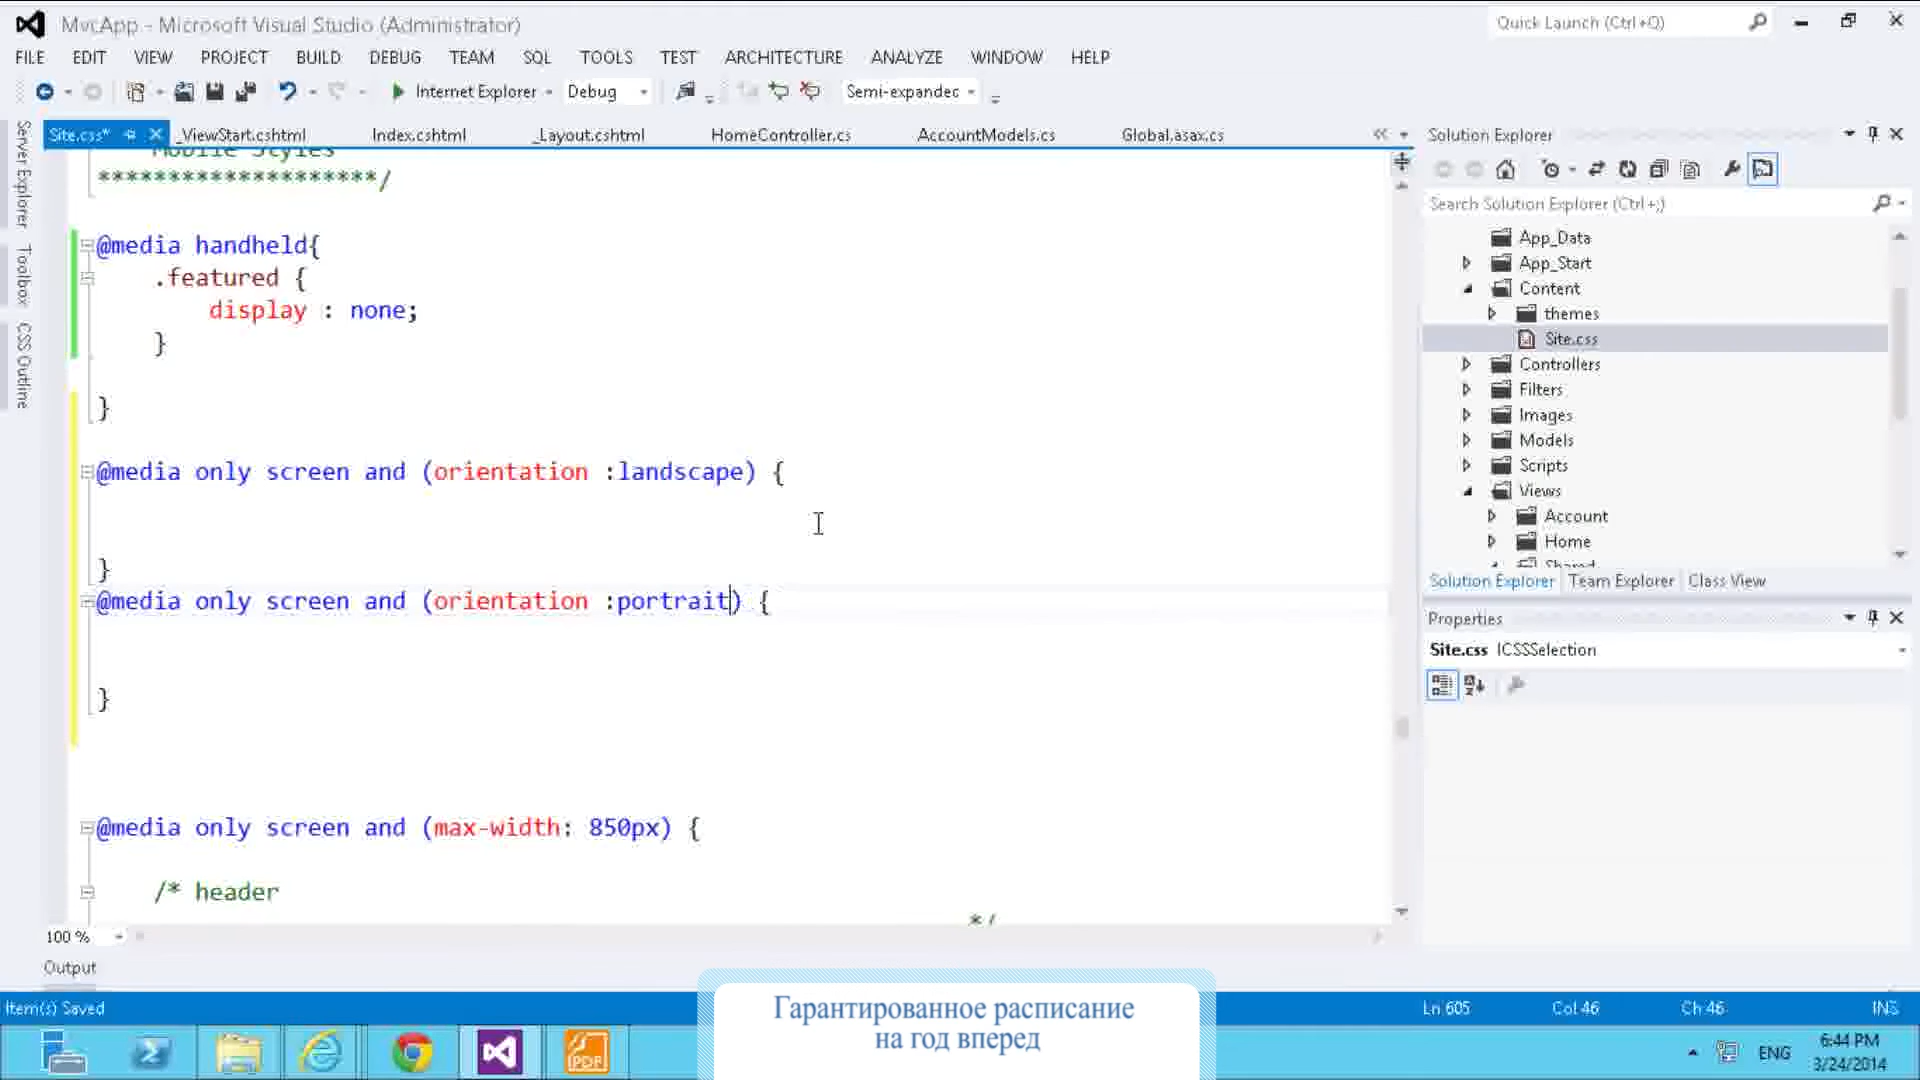 MvcApp - Microsoft Visual Studio (Administrator)
Quick Launch (Ctrl+Q)
FILE EDIT VIEW PROJECT BUILD DEBUG TEAM SQL TOOLS TEST ARCHITECTURE ANALYZE WINDOW HELP
Internet Explorer Debug Semi-expanded
Site.css* _ViewStart.cshtml Index.cshtml _Layout.cshtml HomeController.cs AccountModels.cs Global.asax.cs
Server Explorer
Toolbox
CSS Outline
Mobile Styles
********************/
@media handheld{
.featured {
display : none;
}
}
@media only screen and (orientation :landscape) {
}
@media only screen and (orientation :portrait) {
}
@media only screen and (max-width: 850px) {
/* header
*/
100 %
Output
Solution Explorer
Search Solution Explorer (Ctrl+;)
App_Data
App_Start
Content
themes
Site.css
Controllers
Filters
Images
Models
Scripts
Views
Account
Home
Shared
Solution Explorer Team Explorer Class View
Properties
Site.css ICSSSelection
Item(s) Saved
Ln 605 Col 46 Ch 46 INS
Гарантированное расписание
на год вперед
PDF
ENG
6:44 PM
3/24/2014